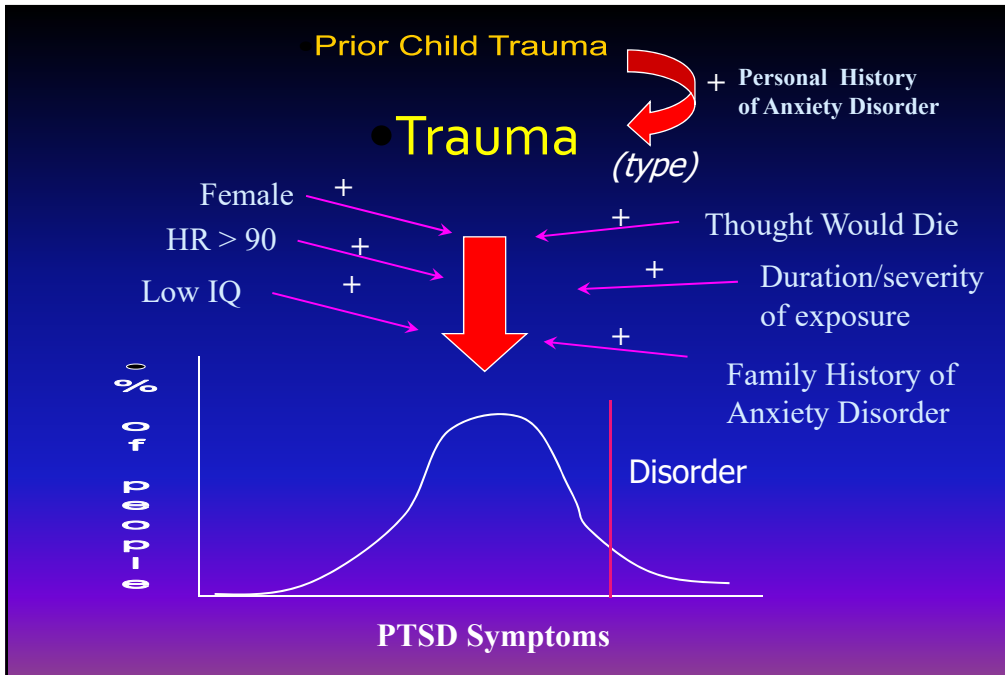 • Prior Child Trauma
+ Personal History
of Anxiety Disorder
• Trauma
(type)
Female +
HR > 90 +
Low IQ +
+ Thought Would Die
+ Duration/severity
of exposure
+ Family History of
Anxiety Disorder
• % of people
Disorder
PTSD Symptoms